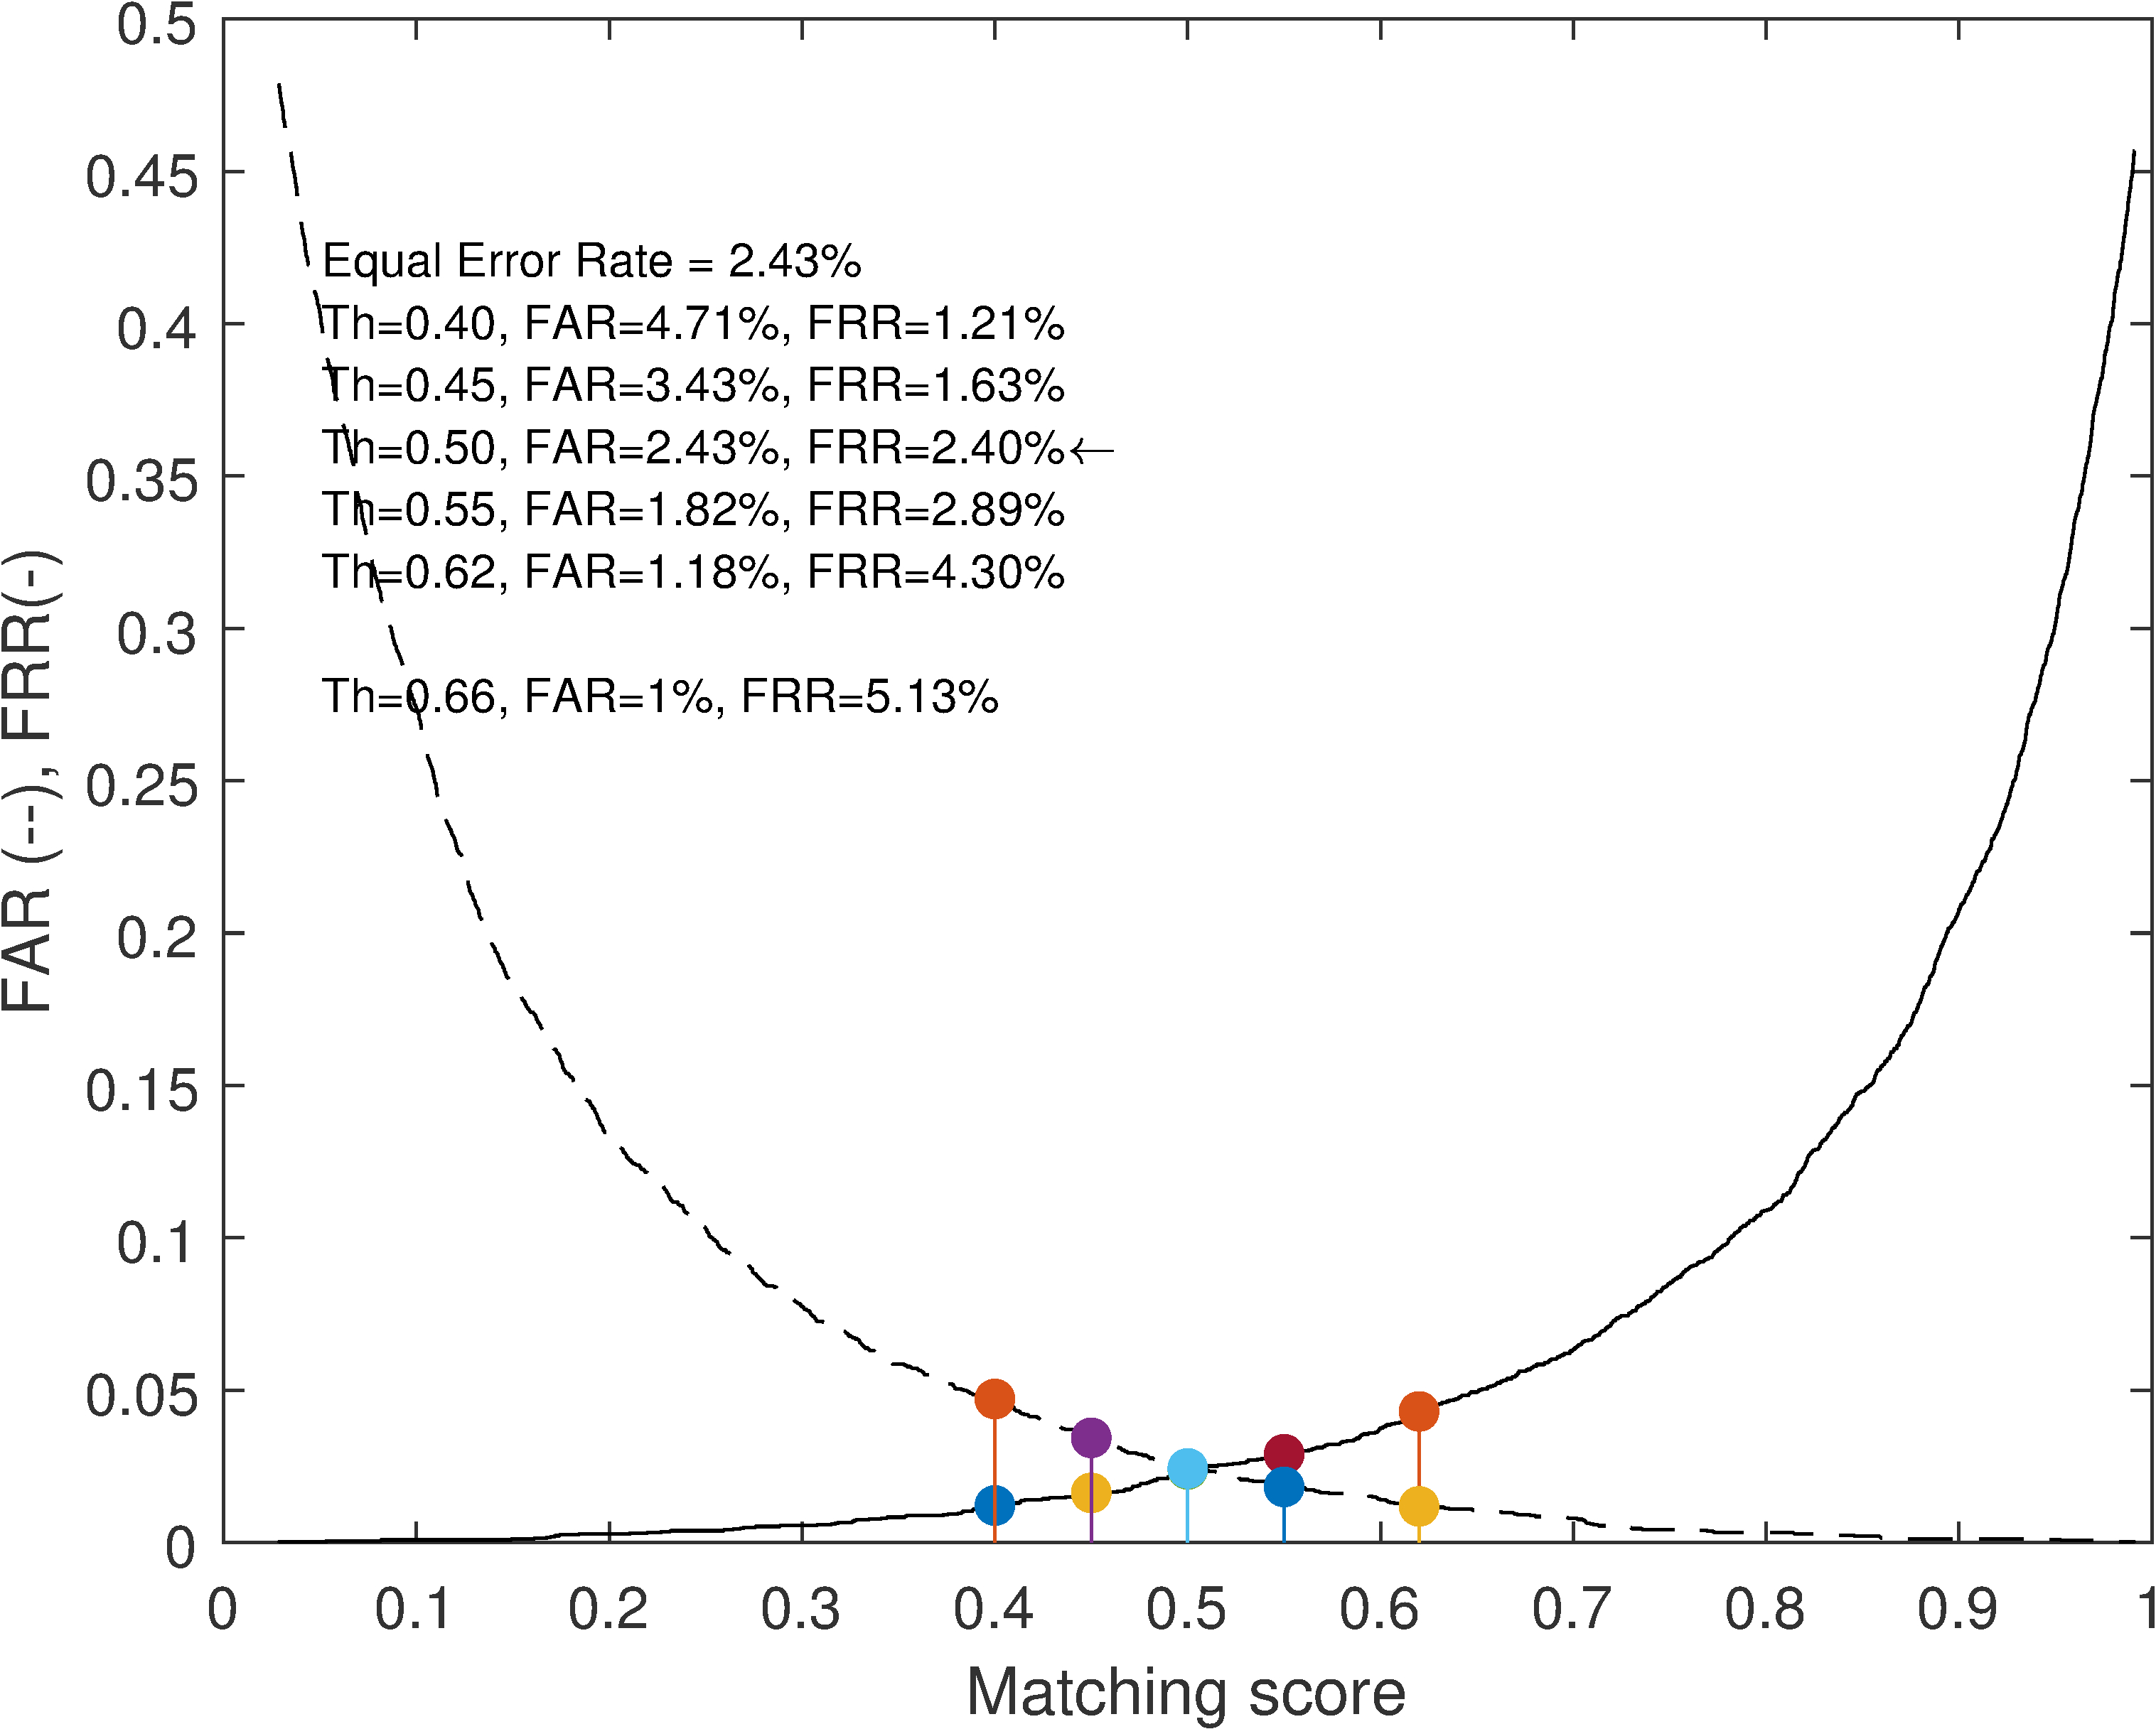 0.5
0.45
0.4
0.35
0.3
0.25
0.2
0.15
0.1
0.05
0
FAR (--), FRR(-)
Equal Error Rate = 2.43%
Th=0.40, FAR=4.71%, FRR=1.21%
Th=0.45, FAR=3.43%, FRR=1.63%
Th=0.50, FAR=2.43%, FRR=2.40%←
Th=0.55, FAR=1.82%, FRR=2.89%
Th=0.62, FAR=1.18%, FRR=4.30%
Th=0.66, FAR=1%, FRR=5.13%
0 0.1 0.2 0.3 0.4 0.5 0.6 0.7 0.8 0.9 1
Matching score